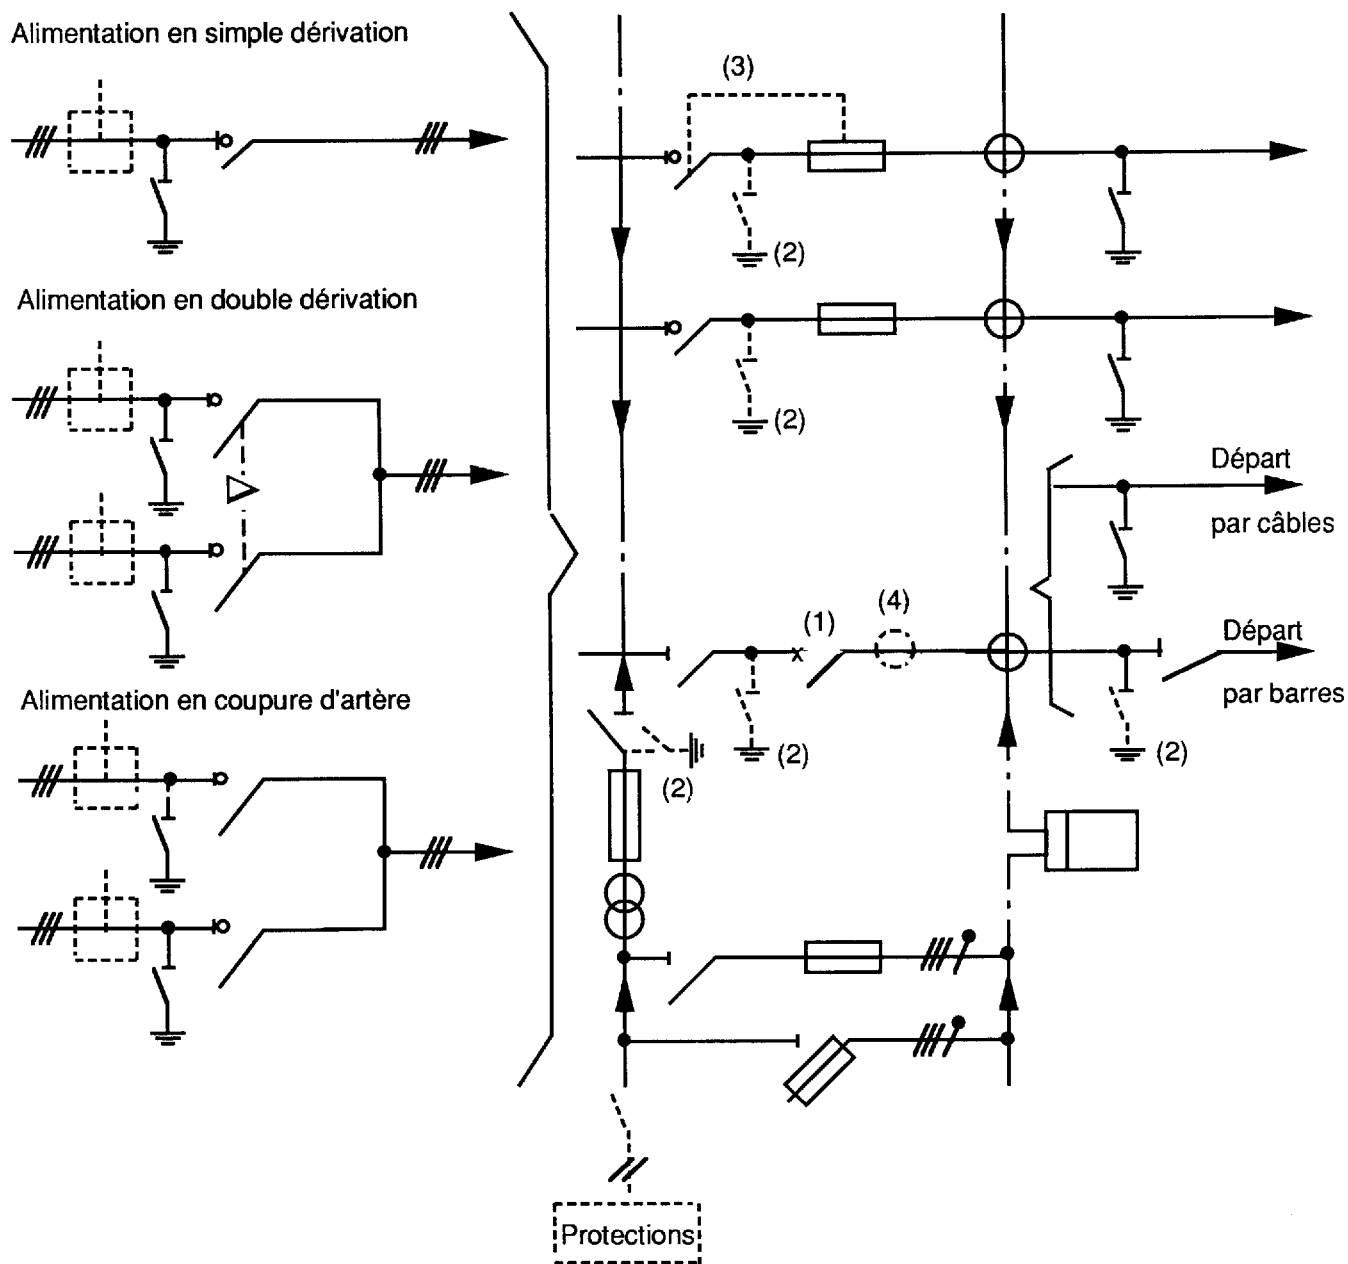 Alimentation en simple dérivation
(3)
(2)
Alimentation en double dérivation
(2)
Départ
par câbles
(1)
(4)
Départ
par barres
Alimentation en coupure d'artère
(2)
(2)
(2)
Protections